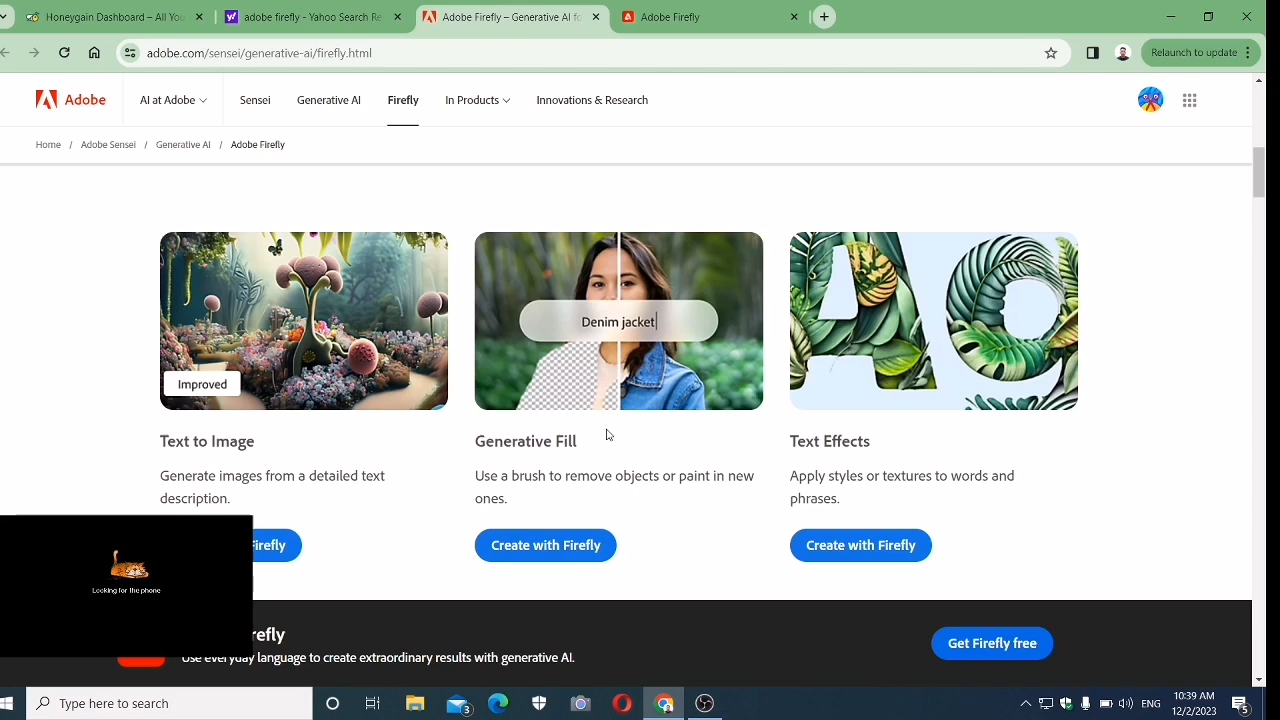 Honeygain Dashboard - All You
adobe firefly - Yahoo Search Re
Adobe Firefly – Generative AI fo
Adobe Firefly
adobe.com/sensei/generative-ai/firefly.html
Relaunch to update
Adobe
AI at Adobe
Sensei
Generative AI
Firefly
In Products
Innovations & Research
Home / Adobe Sensei / Generative AI / Adobe Firefly
Denim jacket
Improved
Text to Image
Generative Fill
Text Effects
Generate images from a detailed text
description.
Use a brush to remove objects or paint in new
ones.
Apply styles or textures to words and
phrases.
Firefly
Create with Firefly
Create with Firefly
Looking for the phone
refly
Use everyday language to create extraordinary results with generative AI.
Get Firefly free
Type here to search
3
ENG
10:39 AM
12/2/2023
5